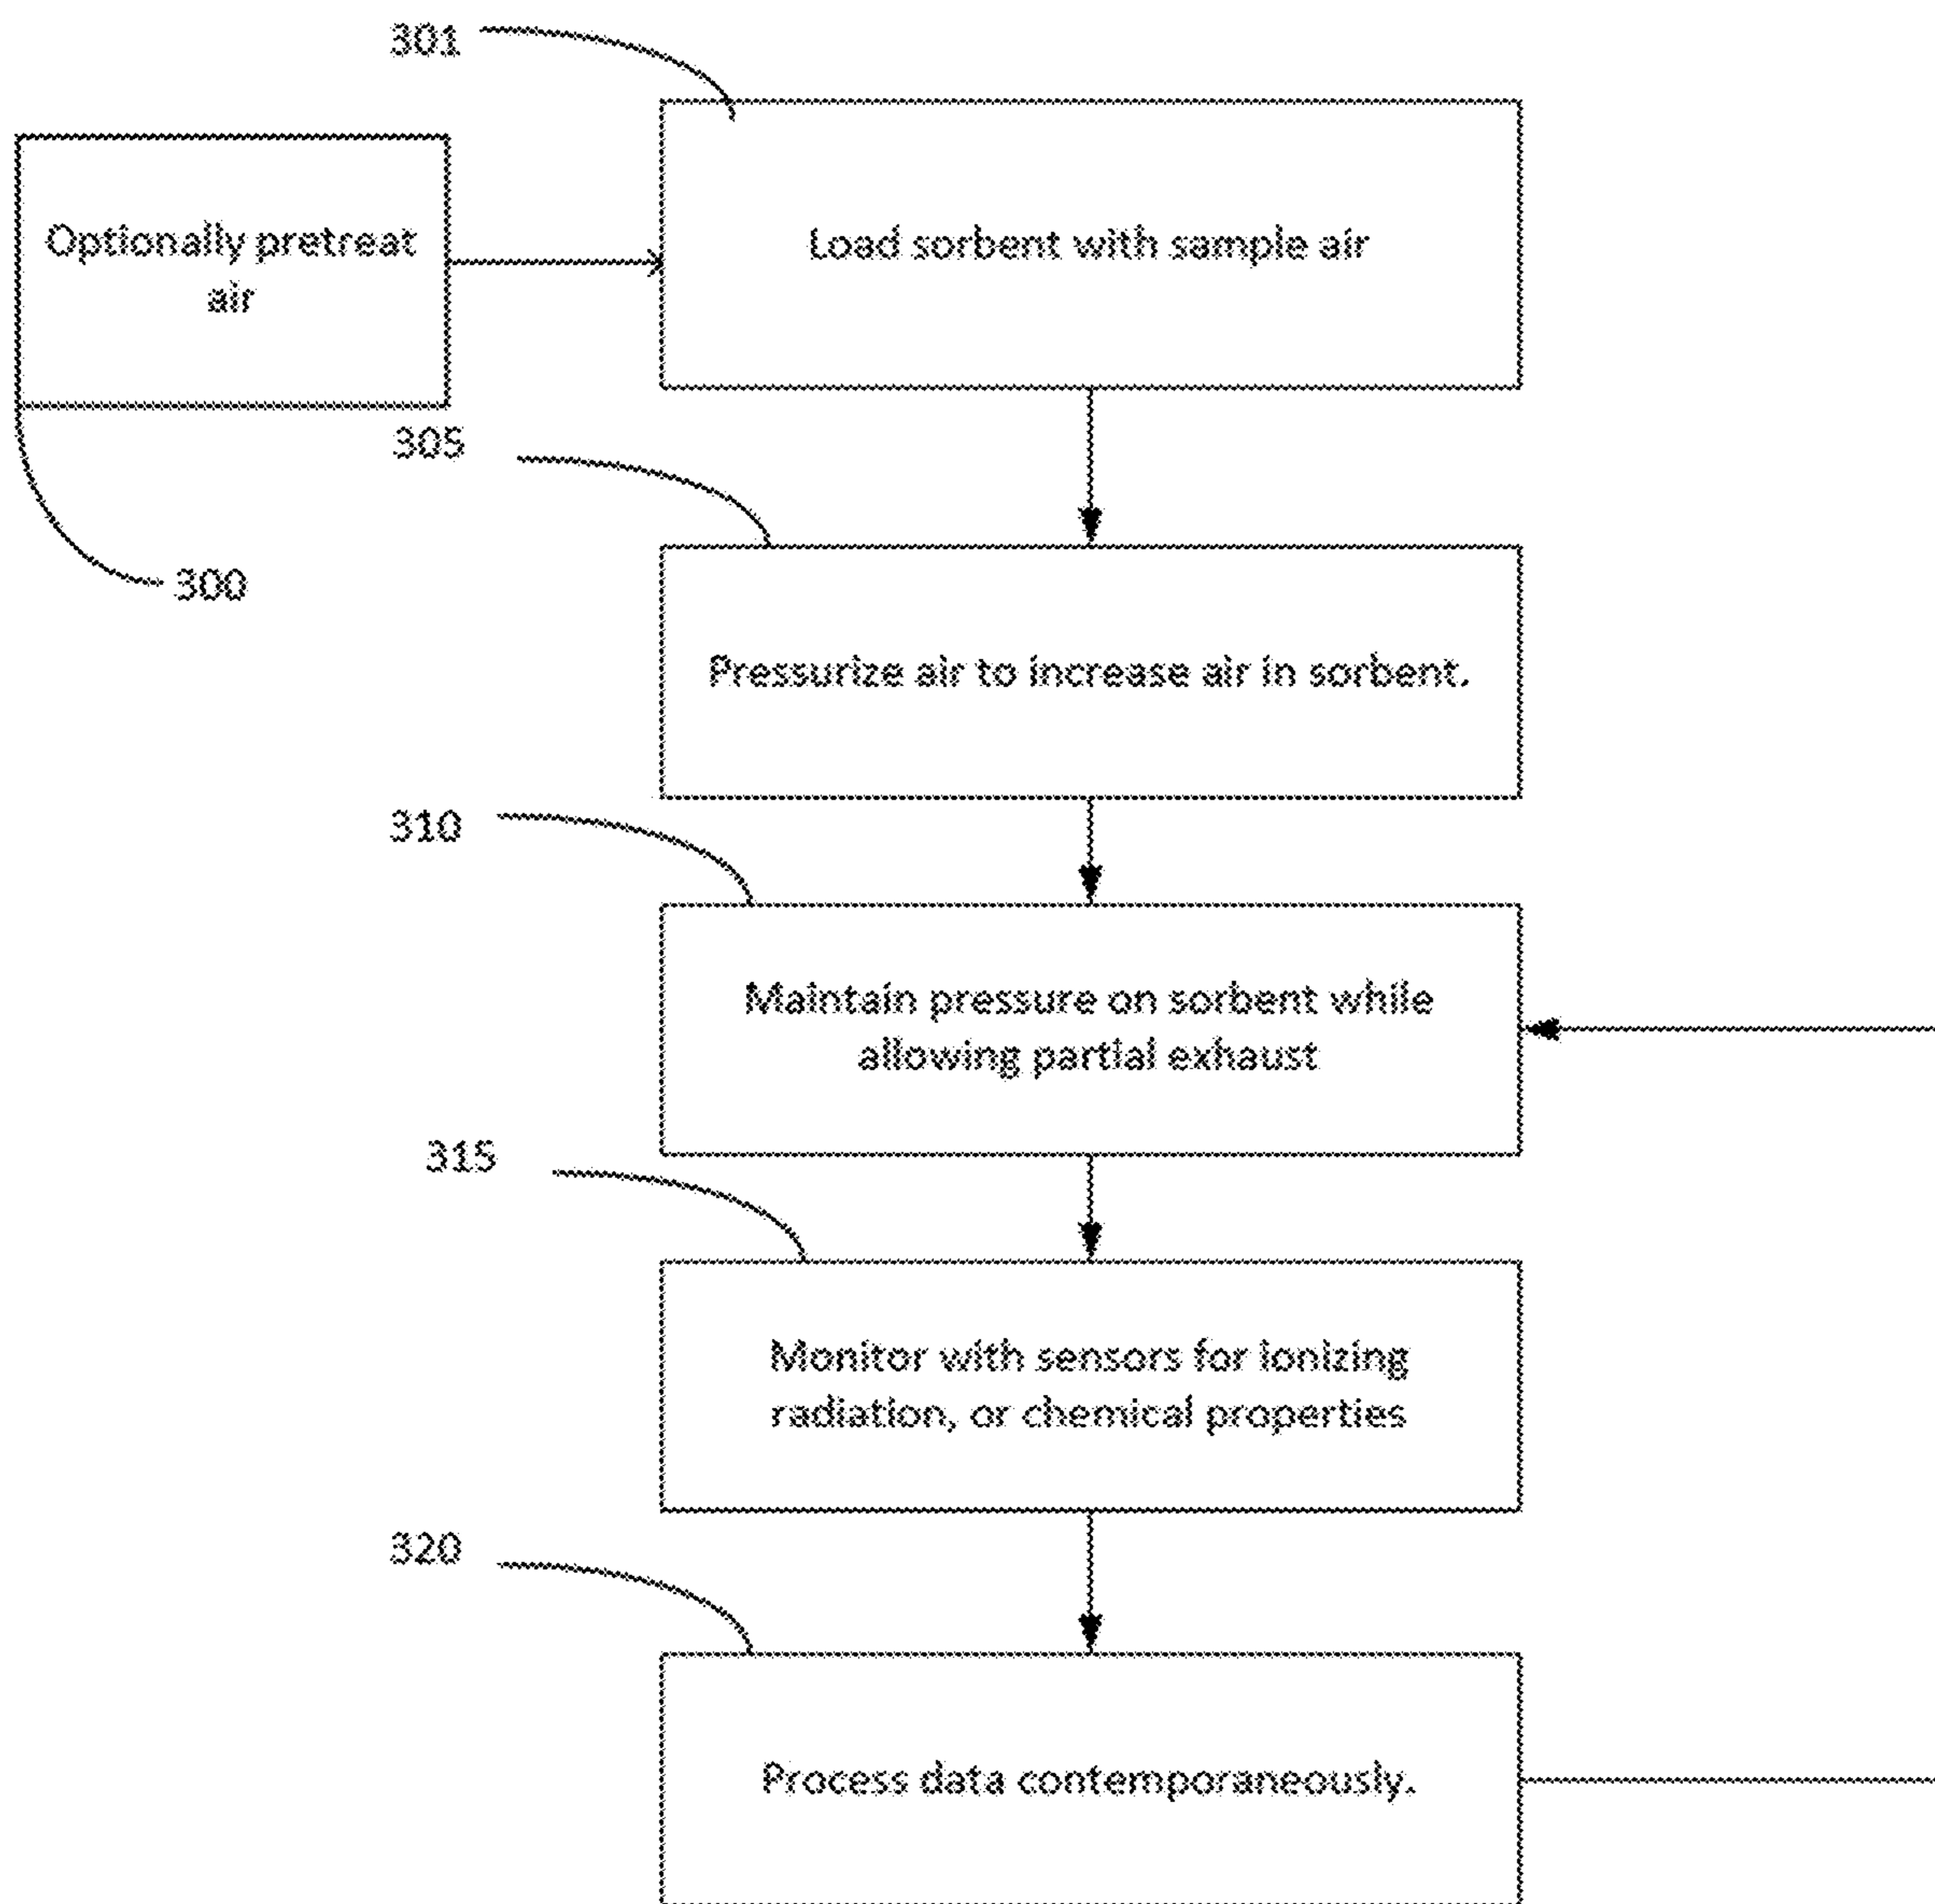 301
Optionally pretreat
air
Load sorbent with sample air
305
300
Pressurize air to increase air in sorbent.
310
Maintain pressure on sorbent while
allowing partial exhaust
315
Monitor with sensors for ionizing
radiation, or chemical properties
320
Process data contemporaneously.